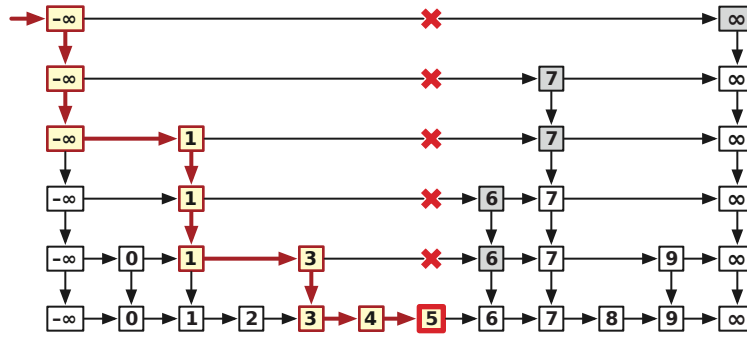 -∞ ∞
-∞ 7 ∞
-∞ 1 7 ∞
-∞ 1 6 7 ∞
-∞ 0 1 3 6 7 9 ∞
-∞ 0 1 2 3 4 5 6 7 8 9 ∞